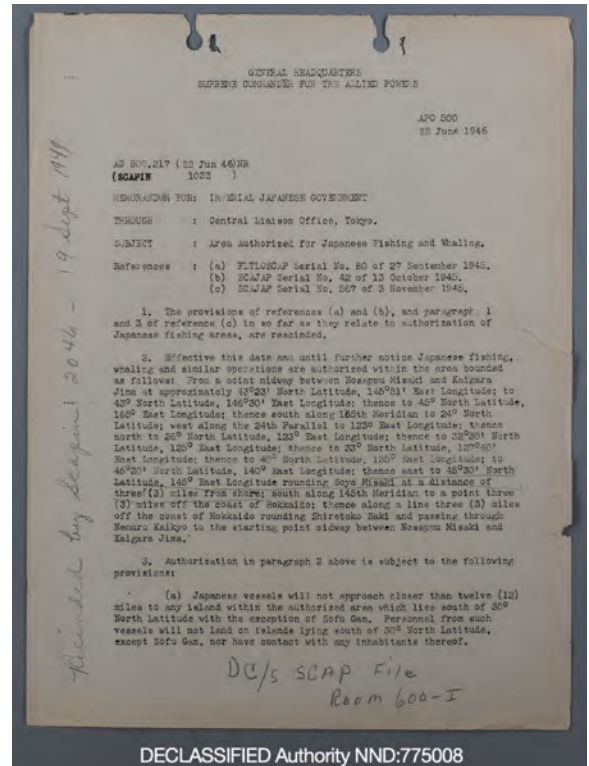 GENERAL HEADQUARTERS
SUPREME COMMANDER FOR THE ALLIED POWERS
APO 500
22 June 1946
AG 800.217 (22 Jun 46)NR
(SCAPIN 1033 )
MEMORANDUM FOR: IMPERIAL JAPANESE GOVERNMENT
THROUGH : Central Liaison Office, Tokyo.
SUBJECT : Area Authorized for Japanese Fishing and Whaling.
References : (a) FLTLOSCAP Serial No. 80 of 27 September 1945.
(b) SCAJAP Serial No. 42 of 13 October 1945.
(c) SCAJAP Serial No. 587 of 3 November 1945.
1. The provisions of references (a) and (b), and paragraph 1
and 3 of reference (c) in so far as they relate to authorization of
Japanese fishing areas, are rescinded.
2. Effective this date and until further notice Japanese fishing,
whaling and similar operations are authorized within the area bounded
as follows: From a point midway between Nosappu Misaki and Kaigara
Jima at approximately 43°23' North Latitude, 145°51' East Longitude; to
43° North Latitude, 146°30' East Longitude; thence to 45° North Latitude,
165° East Longitude; thence south along 165th Meridian to 24° North
Latitude; west along the 24th Parallel to 123° East Longitude; thence
north to 26° North Latitude, 123° East Longitude; thence to 32°30' North
Latitude, 125° East Longitude; thence to 33° North Latitude, 127°40'
East Longitude; thence to 40° North Latitude, 135° East Longitude; to
45°30' North Latitude, 140° East Longitude; thence east to 45°30' North
Latitude, 145° East Longitude rounding Soya Misaki at a distance of
three (3) miles from shore; south along 145th Meridian to a point three
(3) miles off the coast of Hokkaido; thence along a line three (3) miles
off the coast of Hokkaido rounding Shiretoko Saki and passing through
Nemuro Kaikyo to the starting point midway between Nosappu Misaki and
Kaigara Jima.
3. Authorization in paragraph 2 above is subject to the following
provisions:
(a) Japanese vessels will not approach closer than twelve (12)
miles to any island within the authorized area which lies south of 30°
North Latitude with the exception of Sofu Gan. Personnel from such
vessels will not land on islands lying south of 30° North Latitude,
except Sofu Gan, nor have contact with any inhabitants thereof.
DC/S SCAP File
Room 600-I
Recinded by Scapin! 2046 - 19 Sept 1949
DECLASSIFIED Authority NND:775008